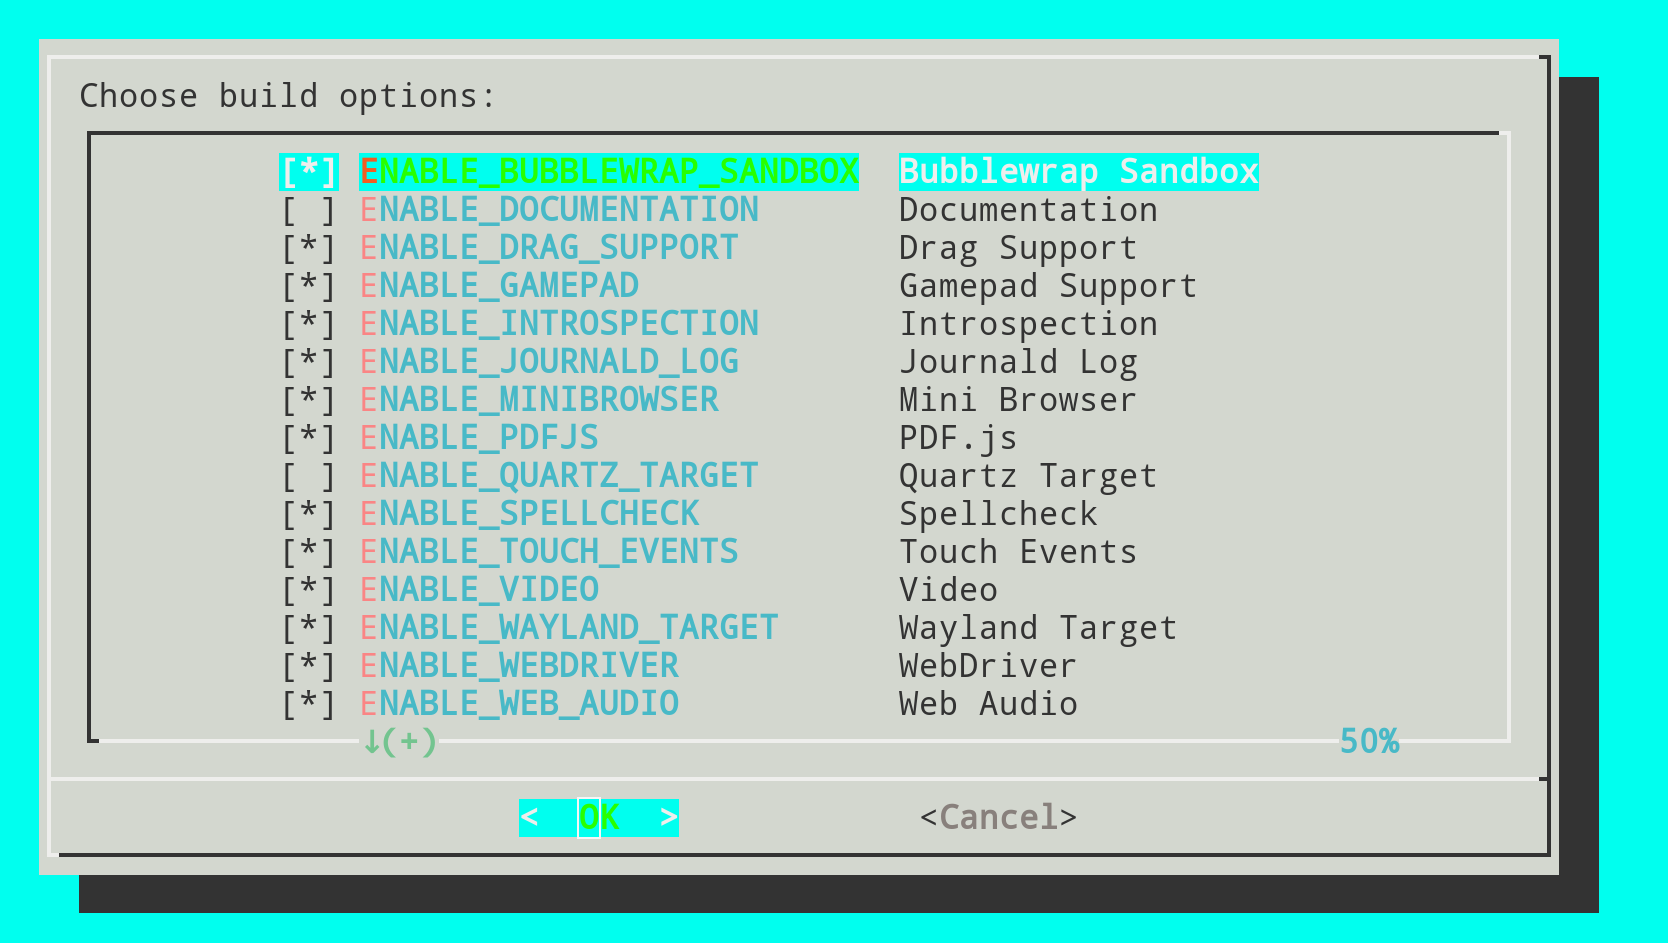 Choose build options:
[*] ENABLE_BUBBLEWRAP_SANDBOX Bubblewrap Sandbox
[ ] ENABLE_DOCUMENTATION Documentation
[*] ENABLE_DRAG_SUPPORT Drag Support
[*] ENABLE_GAMEPAD Gamepad Support
[*] ENABLE_INTROSPECTION Introspection
[*] ENABLE_JOURNALD_LOG Journald Log
[*] ENABLE_MINIBROWSER Mini Browser
[*] ENABLE_PDFJS PDF.js
[ ] ENABLE_QUARTZ_TARGET Quartz Target
[*] ENABLE_SPELLCHECK Spellcheck
[*] ENABLE_TOUCH_EVENTS Touch Events
[*] ENABLE_VIDEO Video
[*] ENABLE_WAYLAND_TARGET Wayland Target
[*] ENABLE_WEBDRIVER WebDriver
[*] ENABLE_WEB_AUDIO Web Audio
↓(+) 50%
<  OK  > <Cancel>